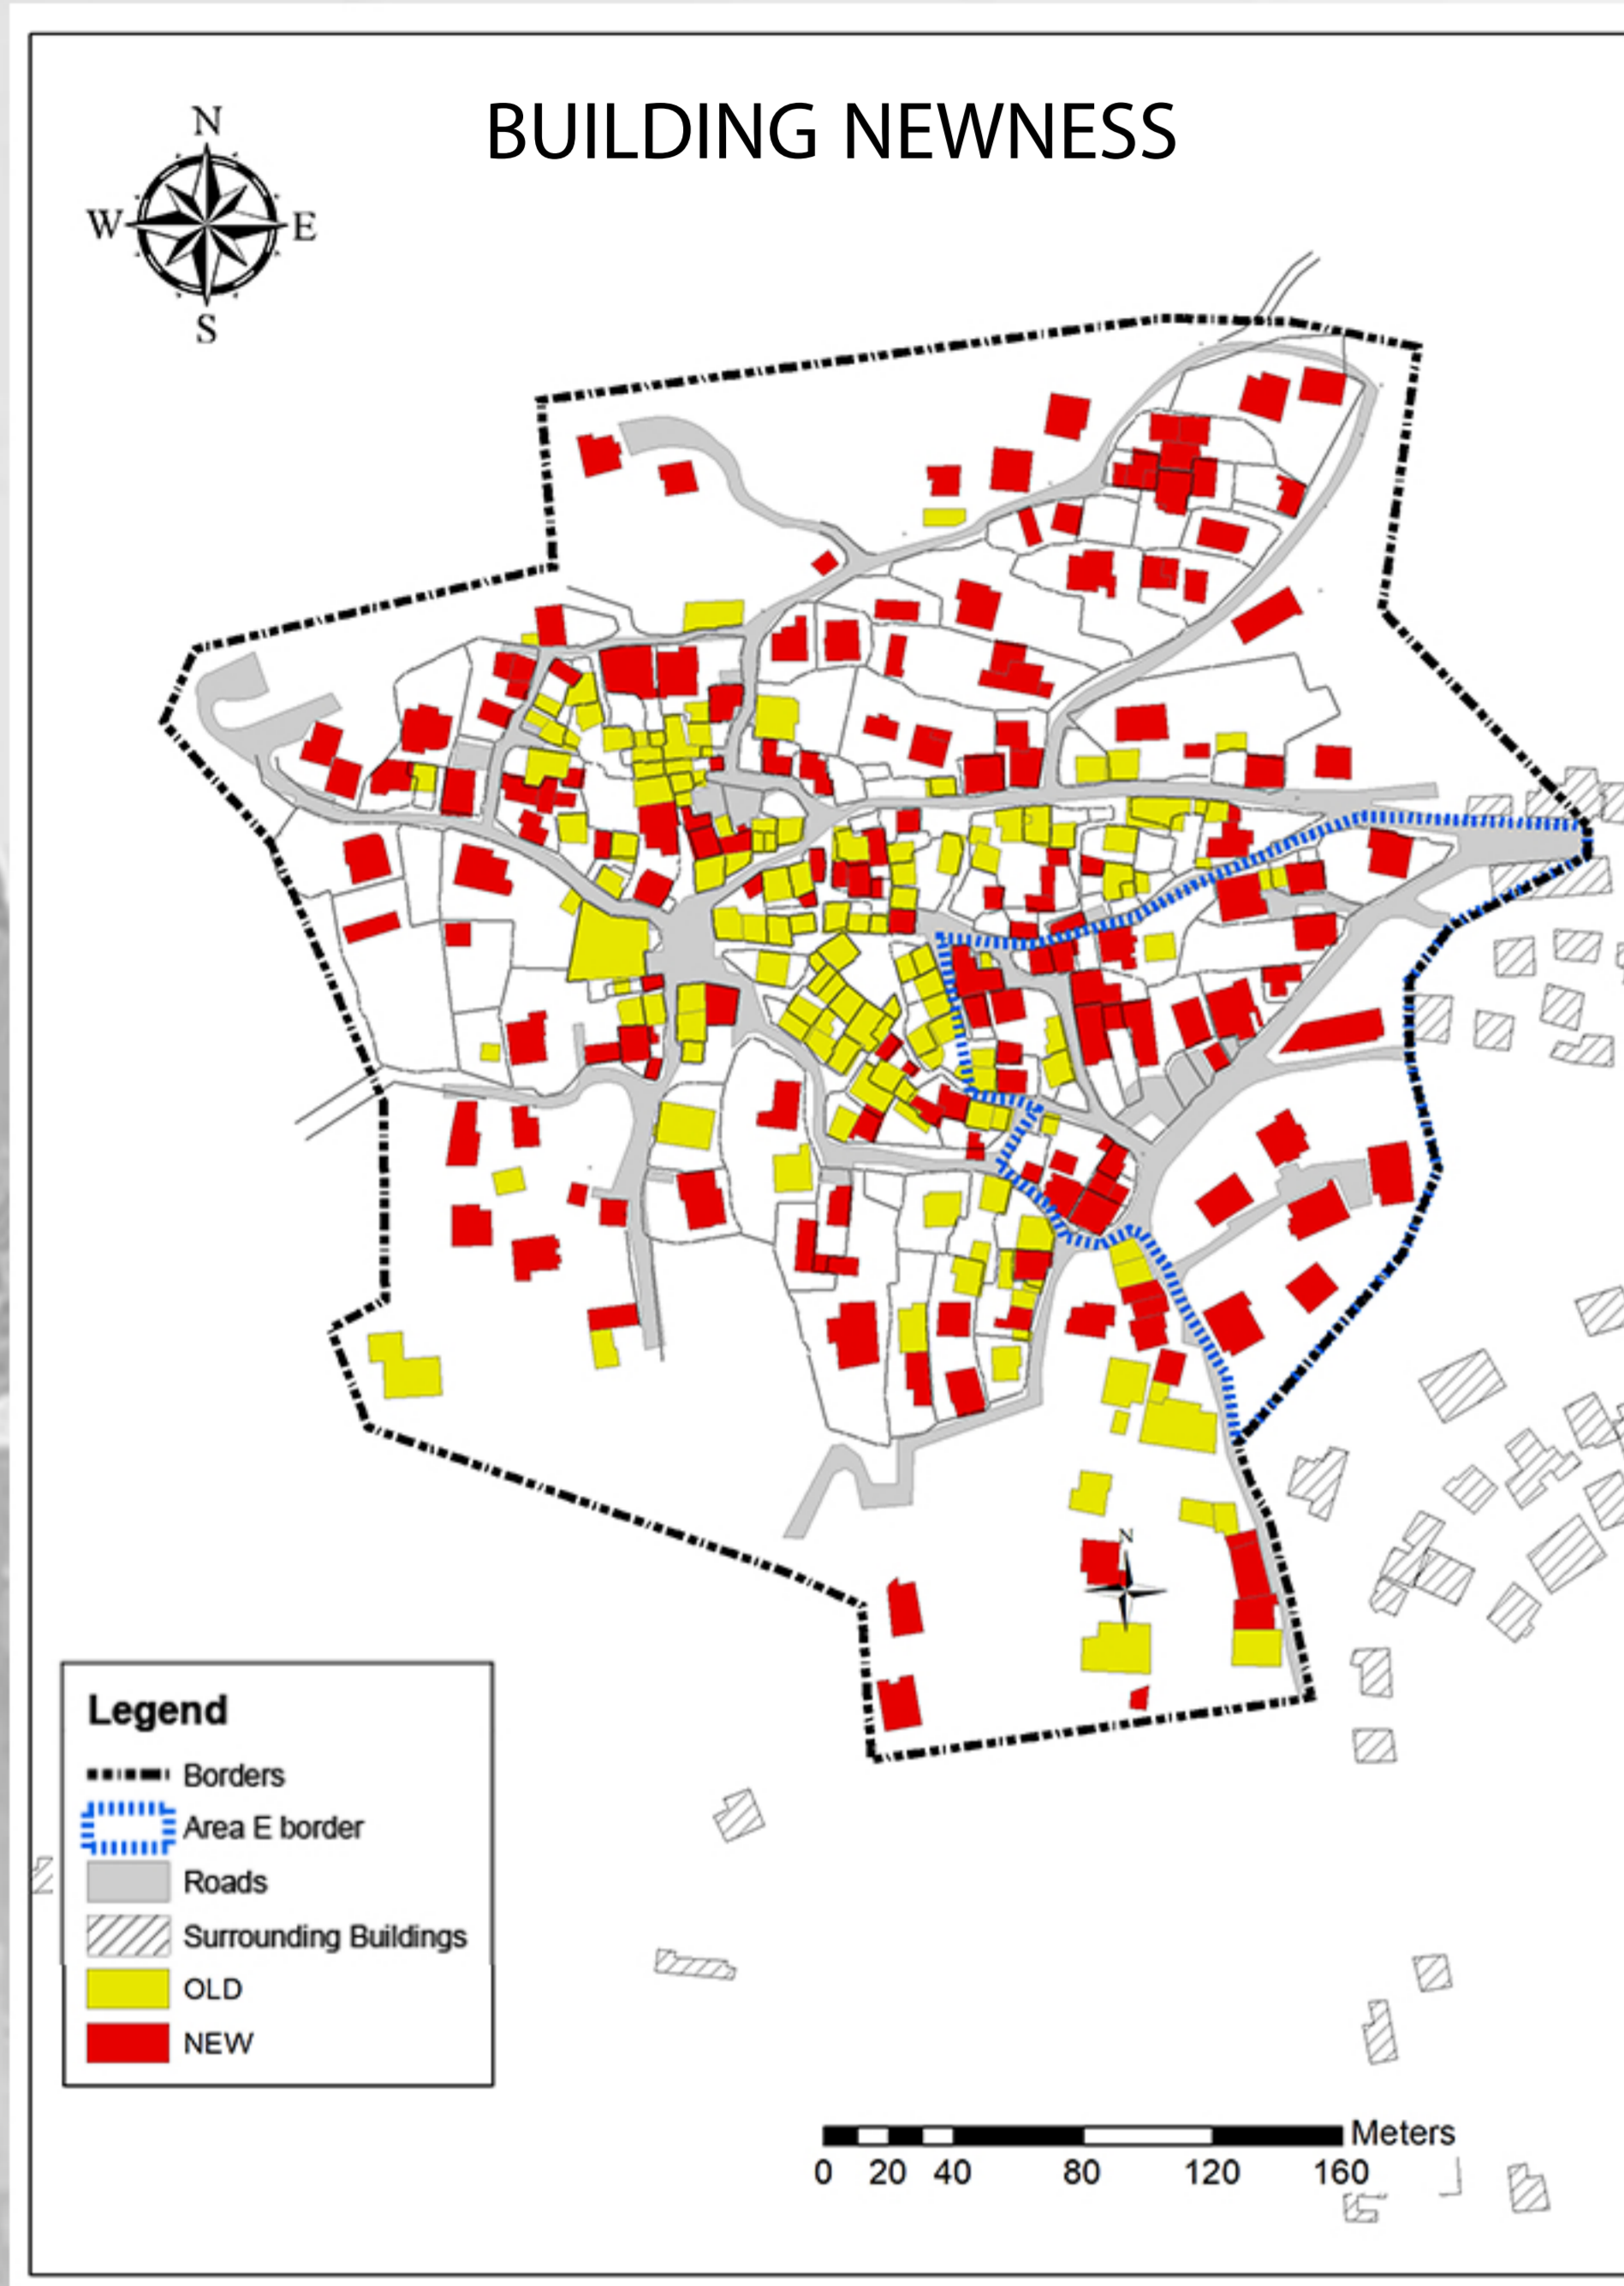 BUILDING NEWNESS
N
W E
S
N
Legend
Borders
Area E border
Roads
Surrounding Buildings
OLD
NEW
Meters
0 20 40 80 120 160